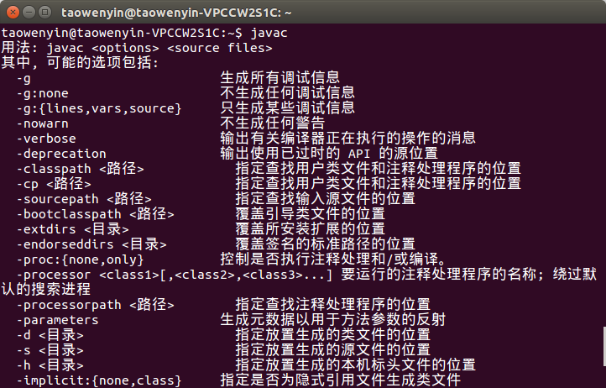 taowenyin@taowenyin-VPCCW2S1C: ~
taowenyin@taowenyin-VPCCW2S1C:~$ javac
用法: javac <options> <source files>
其中, 可能的选项包括:
-g 生成所有调试信息
-g:none 不生成任何调试信息
-g:{lines,vars,source} 只生成某些调试信息
-nowarn 不生成任何警告
-verbose 输出有关编译器正在执行的操作的消息
-deprecation 输出使用已过时的 API 的源位置
-classpath <路径> 指定查找用户类文件和注释处理程序的位置
-cp <路径> 指定查找用户类文件和注释处理程序的位置
-sourcepath <路径> 指定查找输入源文件的位置
-bootclasspath <路径> 覆盖引导类文件的位置
-extdirs <目录> 覆盖所安装扩展的位置
-endorseddirs <目录> 覆盖签名的标准路径的位置
-proc:{none,only} 控制是否执行注释处理和/或编译。
-processor <class1>[,<class2>,<class3>...] 要运行的注释处理程序的名称; 绕过默
认的搜索进程
-processorpath <路径> 指定查找注释处理程序的位置
-parameters 生成元数据以用于方法参数的反射
-d <目录> 指定放置生成的类文件的位置
-s <目录> 指定放置生成的源文件的位置
-h <目录> 指定放置生成的本机标头文件的位置
-implicit:{none,class} 指定是否为隐式引用文件生成类文件